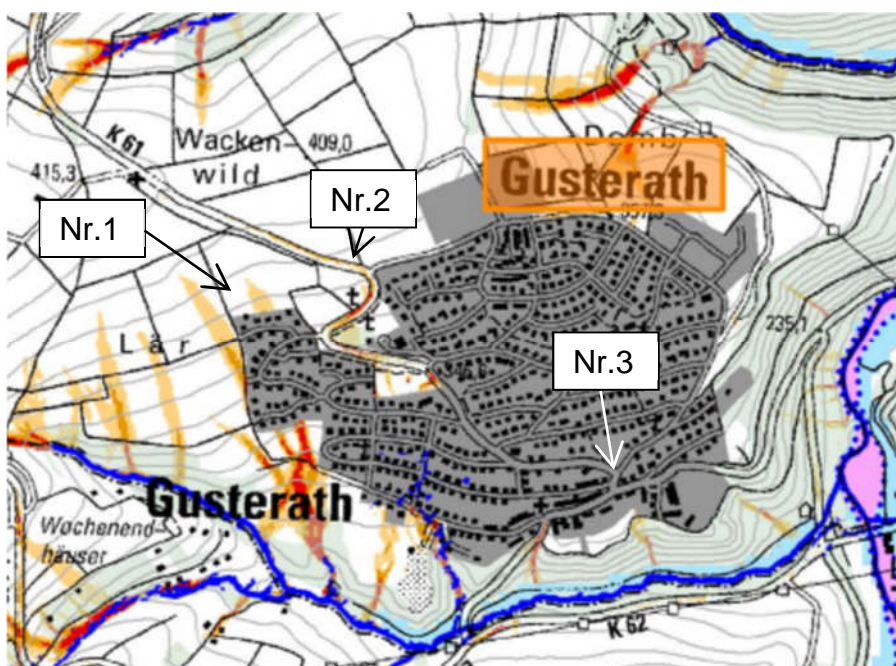 K 61
Wacken-
wild
409,0
415,3
Gusterath
Nr.1
Nr.2
Lär
235,1
Nr.3
Gusterath
Wochenend-
häuser
K 62